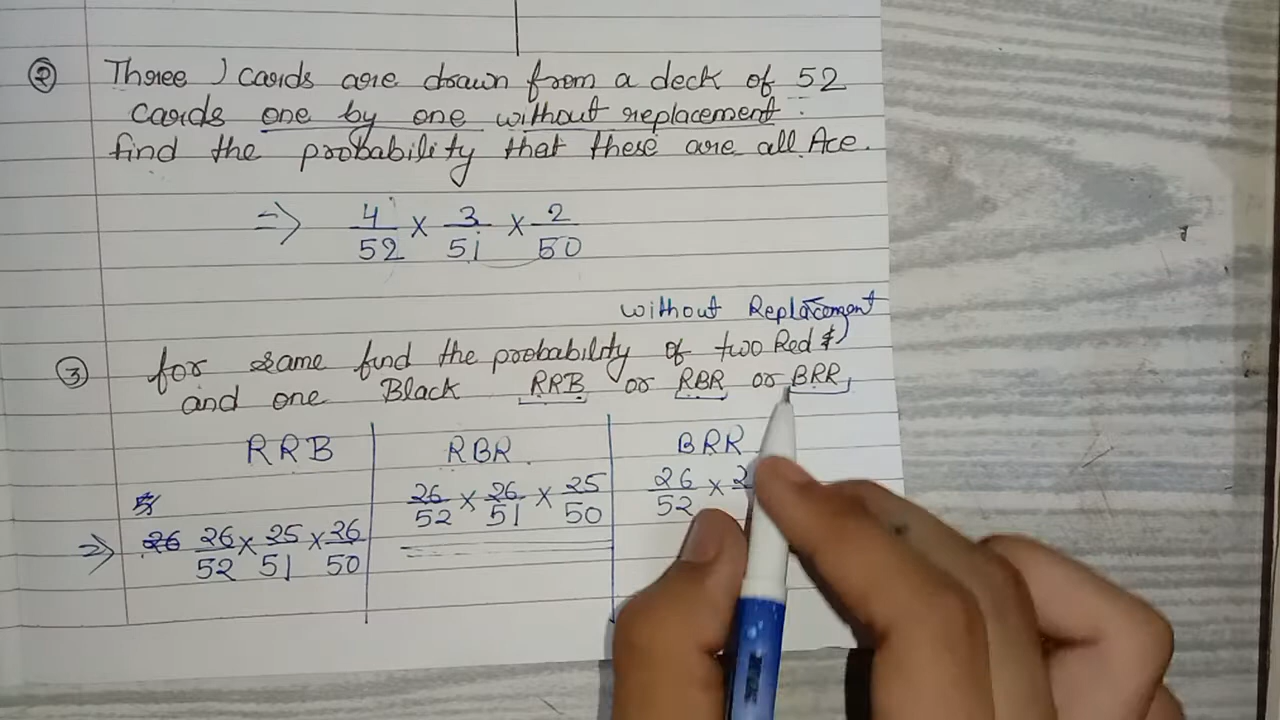 ② Three ) cards are drawn from a deck of 52
cards one by one without replacement.
find the probability that these are all Ace.
=> 4/52 × 3/51 × 2/50
without Replacement
③ for same find the probability of two Red &
and one Black RRB or RBR or BRR
RRB RBR BRR
26/52 × 26/51 × 25/50 26/52 × 2
=> 26 26/52 × 25/51 × 26/50